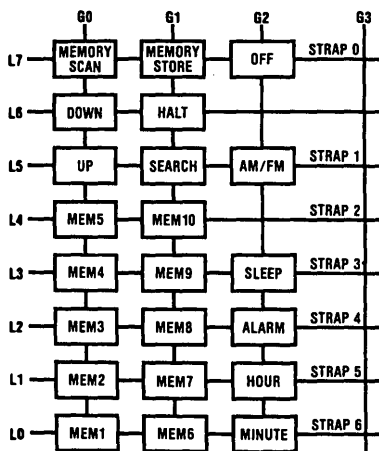 G0 G1 G2 G3
L7 MEMORY SCAN MEMORY STORE OFF STRAP 0
L6 DOWN HALT
L5 UP SEARCH AM/FM STRAP 1
L4 MEM5 MEM10 STRAP 2
L3 MEM4 MEM9 SLEEP STRAP 3
L2 MEM3 MEM8 ALARM STRAP 4
L1 MEM2 MEM7 HOUR STRAP 5
L0 MEM1 MEM6 MINUTE STRAP 6